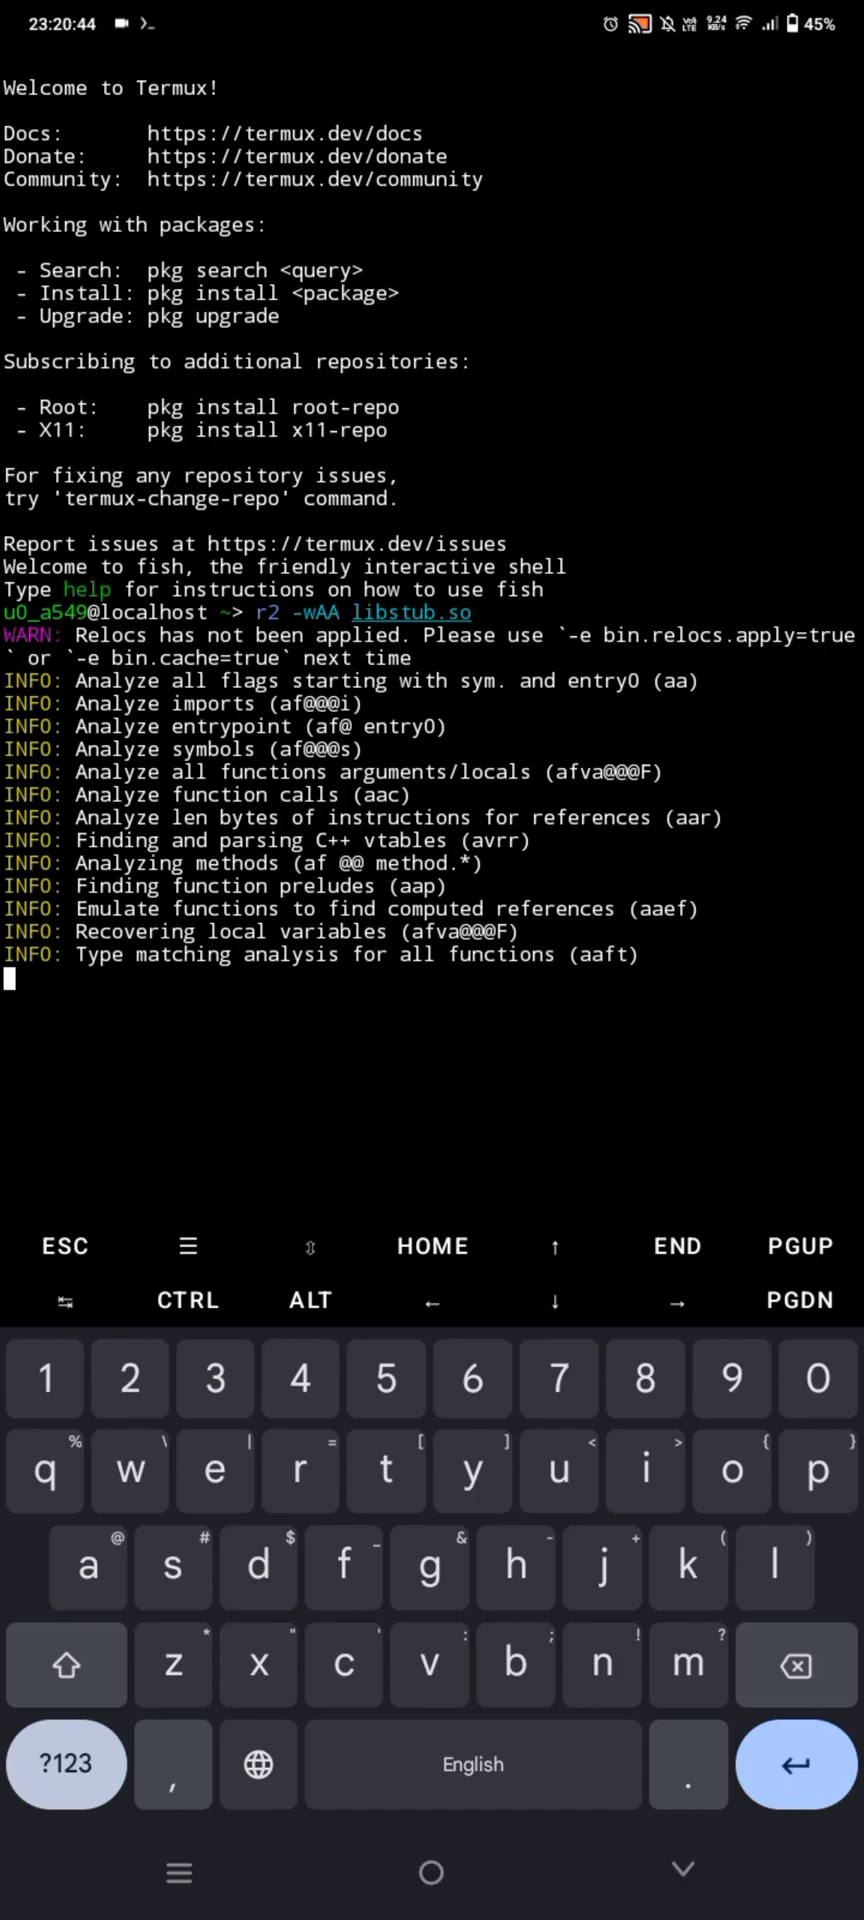 23:20:44 9.24 KB/s Vo) LTE 45%
Welcome to Termux!
Docs:       https://termux.dev/docs
Donate:     https://termux.dev/donate
Community:  https://termux.dev/community
Working with packages:
 - Search:  pkg search <query>
 - Install: pkg install <package>
 - Upgrade: pkg upgrade
Subscribing to additional repositories:
 - Root:    pkg install root-repo
 - X11:     pkg install x11-repo
For fixing any repository issues,
try 'termux-change-repo' command.
Report issues at https://termux.dev/issues
Welcome to fish, the friendly interactive shell
Type help for instructions on how to use fish
u0_a549@localhost ~> r2 -wAA libstub.so
WARN: Relocs has not been applied. Please use `-e bin.relocs.apply=true
` or `-e bin.cache=true` next time
INFO: Analyze all flags starting with sym. and entry0 (aa)
INFO: Analyze imports (af@@@i)
INFO: Analyze entrypoint (af@ entry0)
INFO: Analyze symbols (af@@@s)
INFO: Analyze all functions arguments/locals (afva@@@F)
INFO: Analyze function calls (aac)
INFO: Analyze len bytes of instructions for references (aar)
INFO: Finding and parsing C++ vtables (avrr)
INFO: Analyzing methods (af @@ method.*)
INFO: Finding function preludes (aap)
INFO: Emulate functions to find computed references (aaef)
INFO: Recovering local variables (afva@@@F)
INFO: Type matching analysis for all functions (aaft)
ESC ☰ ⇳ HOME ↑ END PGUP
↹ CTRL ALT ← ↓ → PGDN
1 2 3 4 5 6 7 8 9 0
% \ | = [ ] < > { }
q w e r t y u i o p
@ # $ _ & - + ( )
a s d f g h j k l
* " ' : ; ! ?
z x c v b n m
?123 , English .